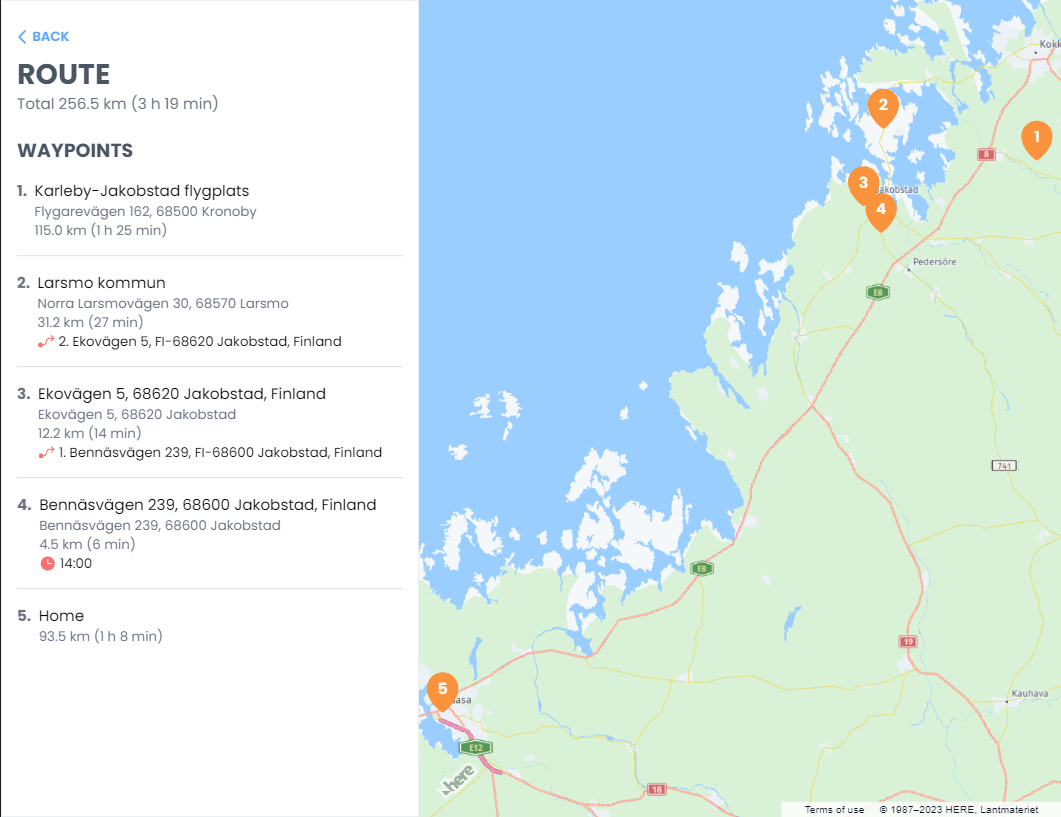 BACK
ROUTE
Total 256.5 km (3 h 19 min)
WAYPOINTS
1. Karleby-Jakobstad flygplats
Flygarevägen 162, 68500 Kronoby
115.0 km (1 h 25 min)
2. Larsmo kommun
Norra Larsmovägen 30, 68570 Larsmo
31.2 km (27 min)
2. Ekovägen 5, FI-68620 Jakobstad, Finland
3. Ekovägen 5, 68620 Jakobstad, Finland
Ekovägen 5, 68620 Jakobstad
12.2 km (14 min)
1. Bennäsvägen 239, FI-68600 Jakobstad, Finland
4. Bennäsvägen 239, 68600 Jakobstad, Finland
Bennäsvägen 239, 68600 Jakobstad
4.5 km (6 min)
14:00
5. Home
93.5 km (1 h 8 min)
Kokk
2
1
8
3
akobstad
4
Pedersöre
E8
741
E8
19
5
asa
Kauhava
E12
here
18
Terms of use © 1987–2023 HERE, Lantmateriet